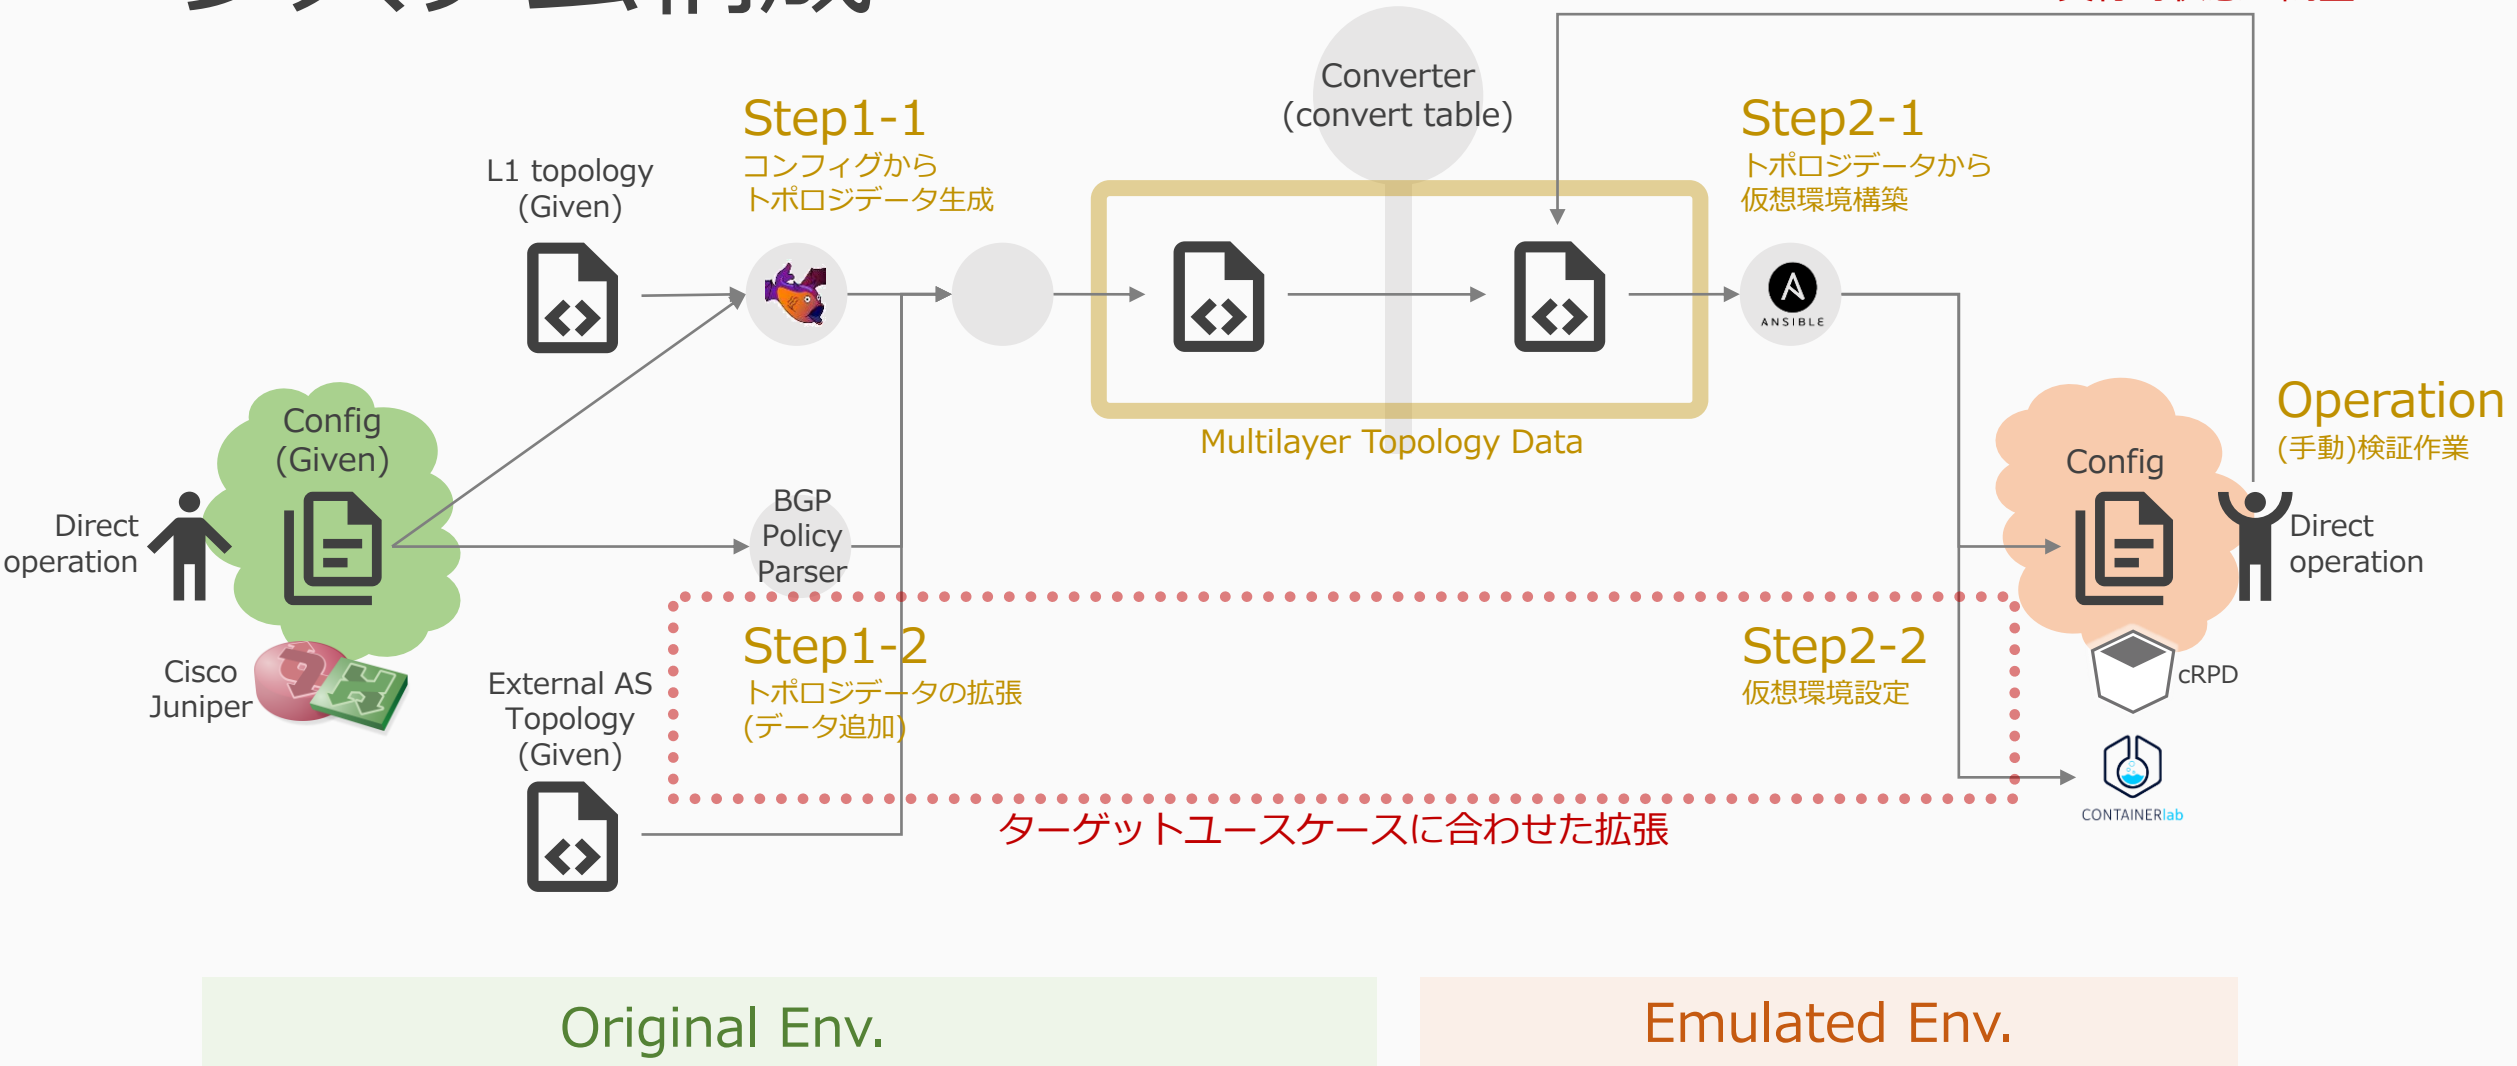 システム構成
Converter
(convert table)
Step1-1
コンフィグから
トポロジデータ生成
Step2-1
トポロジデータから
仮想環境構築
L1 topology
(Given)
ANSIBLE
Config
(Given)
Multilayer Topology Data
Operation
(手動)検証作業
Config
BGP
Policy
Parser
Direct
operation
Direct
operation
Step1-2
トポロジデータの拡張
(データ追加)
Step2-2
仮想環境設定
Cisco
Juniper
External AS
Topology
(Given)
cRPD
CONTAINERlab
ターゲットユースケースに合わせた拡張
Original Env.
Emulated Env.